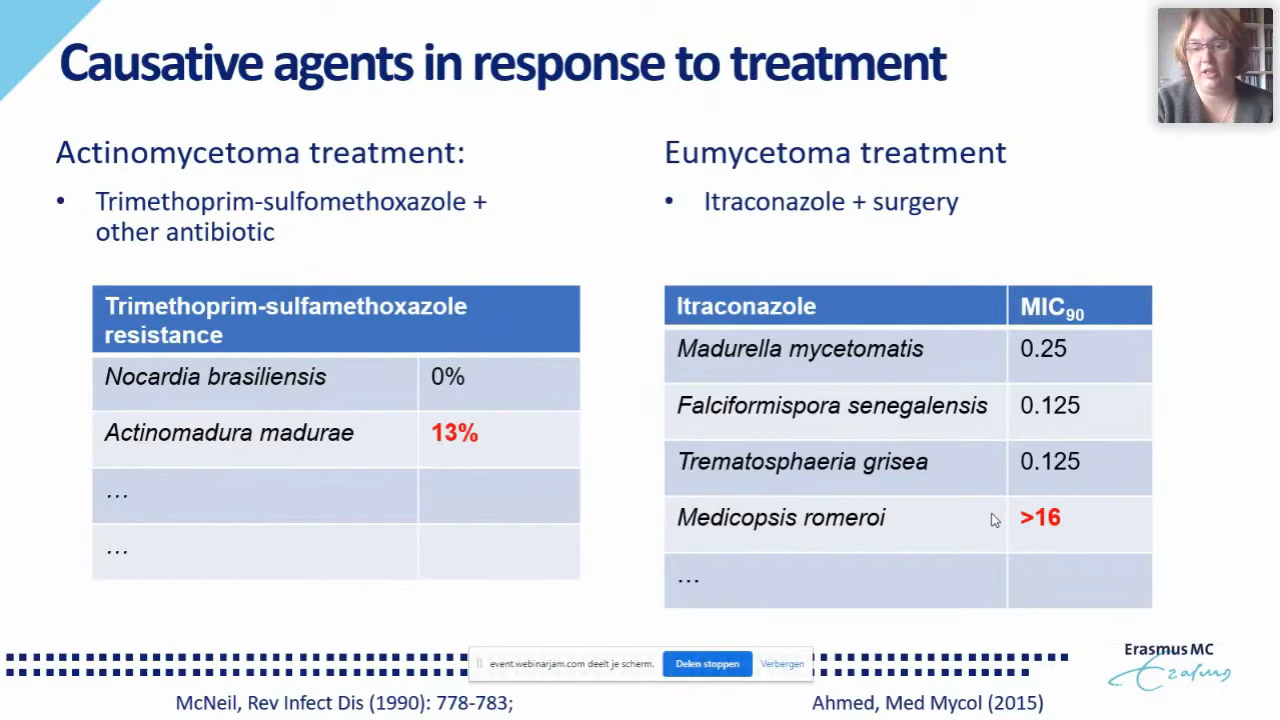 Causative agents in response to treatment
Actinomycetoma treatment:
• Trimethoprim-sulfomethoxazole +
other antibiotic
Trimethoprim-sulfamethoxazole
resistance
Nocardia brasiliensis 0%
Actinomadura madurae 13%
…
…
Eumycetoma treatment
• Itraconazole + surgery
Itraconazole MIC90
Madurella mycetomatis 0.25
Falciformispora senegalensis 0.125
Trematosphaeria grisea 0.125
Medicopsis romeroi >16
…
event.webinarjam.com deelt je scherm. Delen stoppen Verbergen
Erasmus MC
Erasmus
McNeil, Rev Infect Dis (1990): 778-783;
Ahmed, Med Mycol (2015)